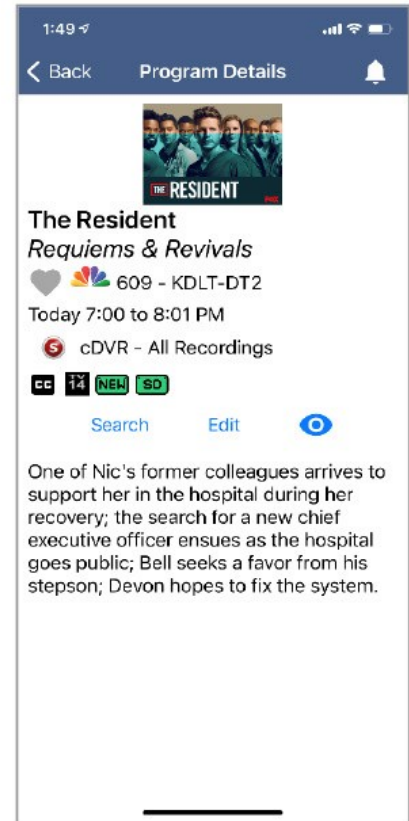 1:49
Back Program Details
THE RESIDENT
FOX
The Resident
Requiems & Revivals
609 - KDLT-DT2
Today 7:00 to 8:01 PM
S cDVR - All Recordings
CC TV 14 NEW SD
Search Edit
One of Nic's former colleagues arrives to
support her in the hospital during her
recovery; the search for a new chief
executive officer ensues as the hospital
goes public; Bell seeks a favor from his
stepson; Devon hopes to fix the system.